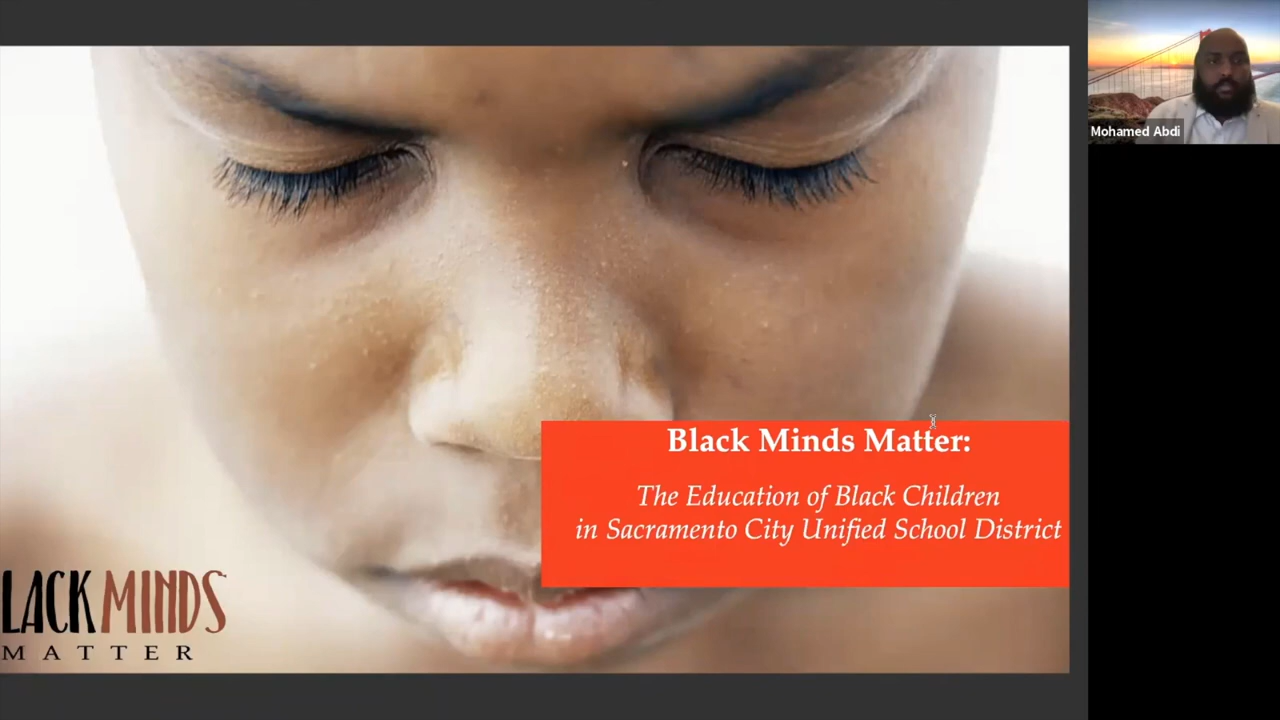 Mohamed Abdi
Black Minds Matter:
The Education of Black Children
in Sacramento City Unified School District
LACK MINDS
MATTER